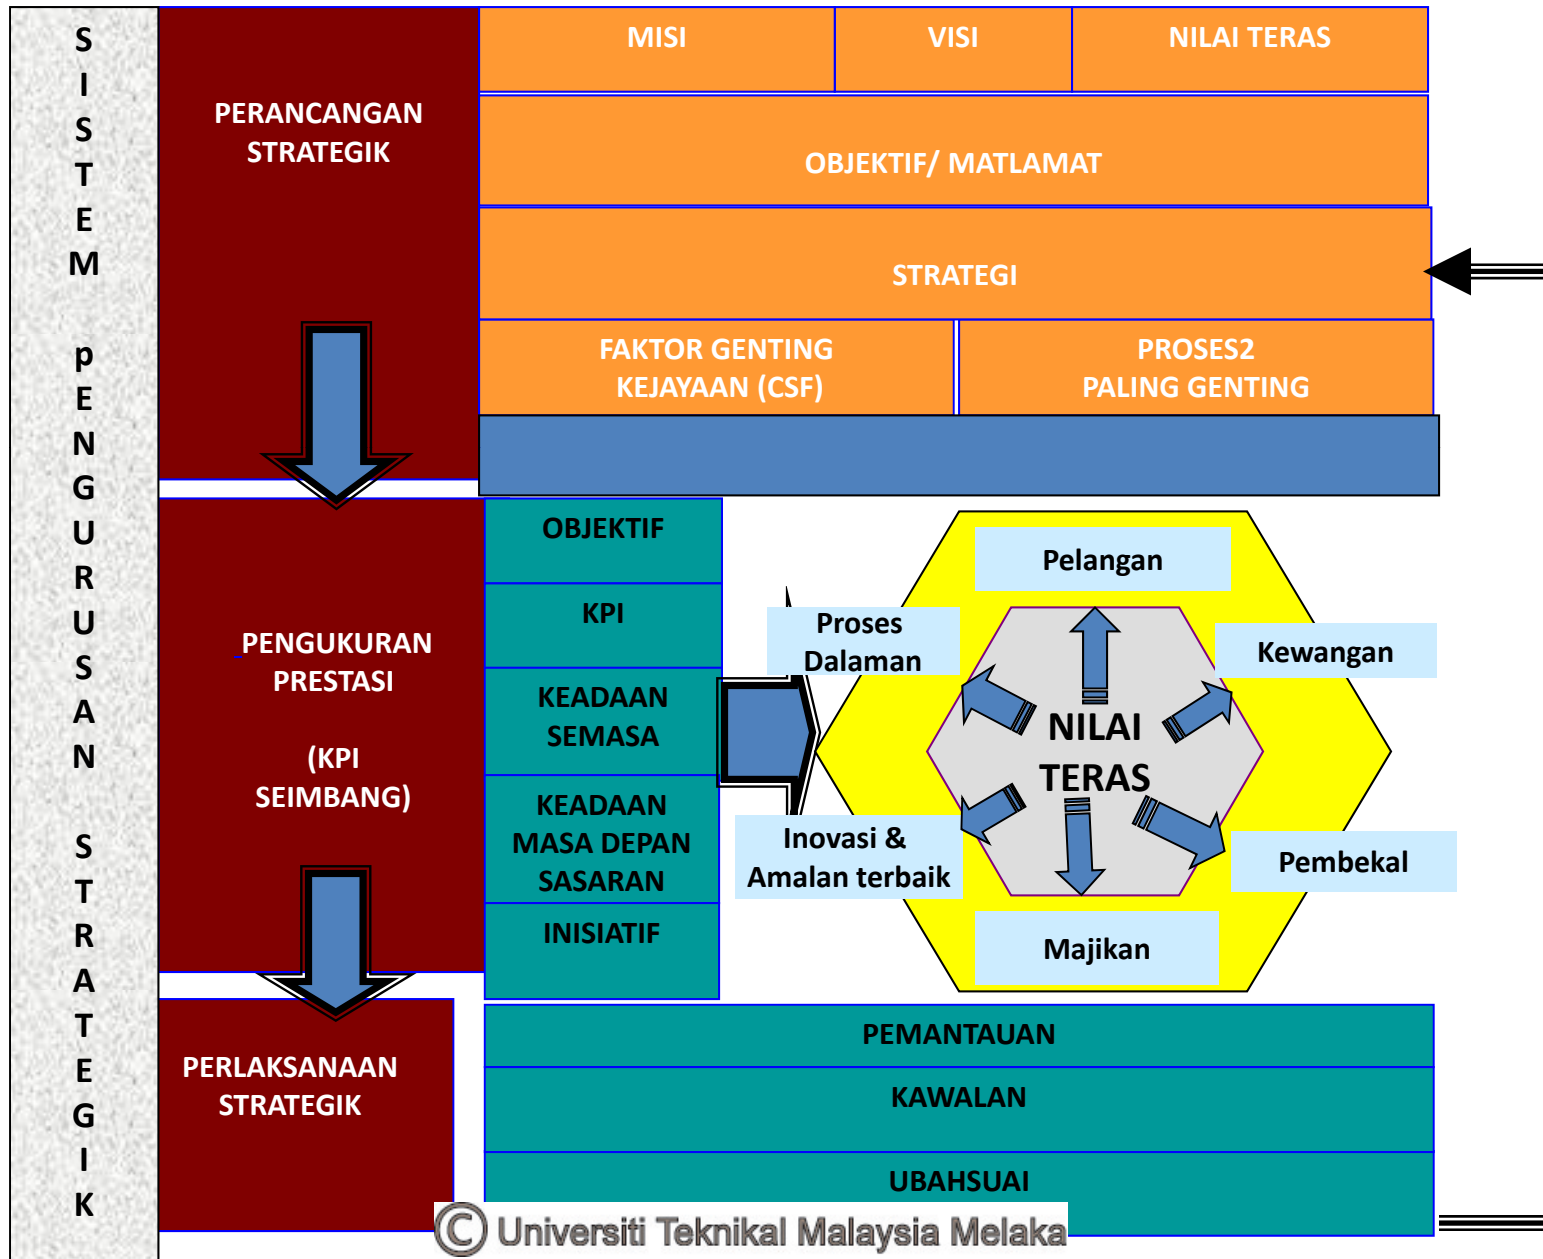 SISTEM pENGURUSAN STRATEGIK
PERANCANGAN
STRATEGIK
MISI
VISI
NILAI TERAS
OBJEKTIF/ MATLAMAT
STRATEGI
FAKTOR GENTING
KEJAYAAN (CSF)
PROSES2
PALING GENTING
PENGUKURAN
PRESTASI
(KPI
SEIMBANG)
OBJEKTIF
KPI
KEADAAN
SEMASA
KEADAAN
MASA DEPAN
SASARAN
INISIATIF
Pelangan
Proses
Dalaman
Kewangan
NILAI
TERAS
Inovasi &
Amalan terbaik
Pembekal
Majikan
PERLAKSANAAN
STRATEGIK
PEMANTAUAN
KAWALAN
UBAHSUAI
© Universiti Teknikal Malaysia Melaka